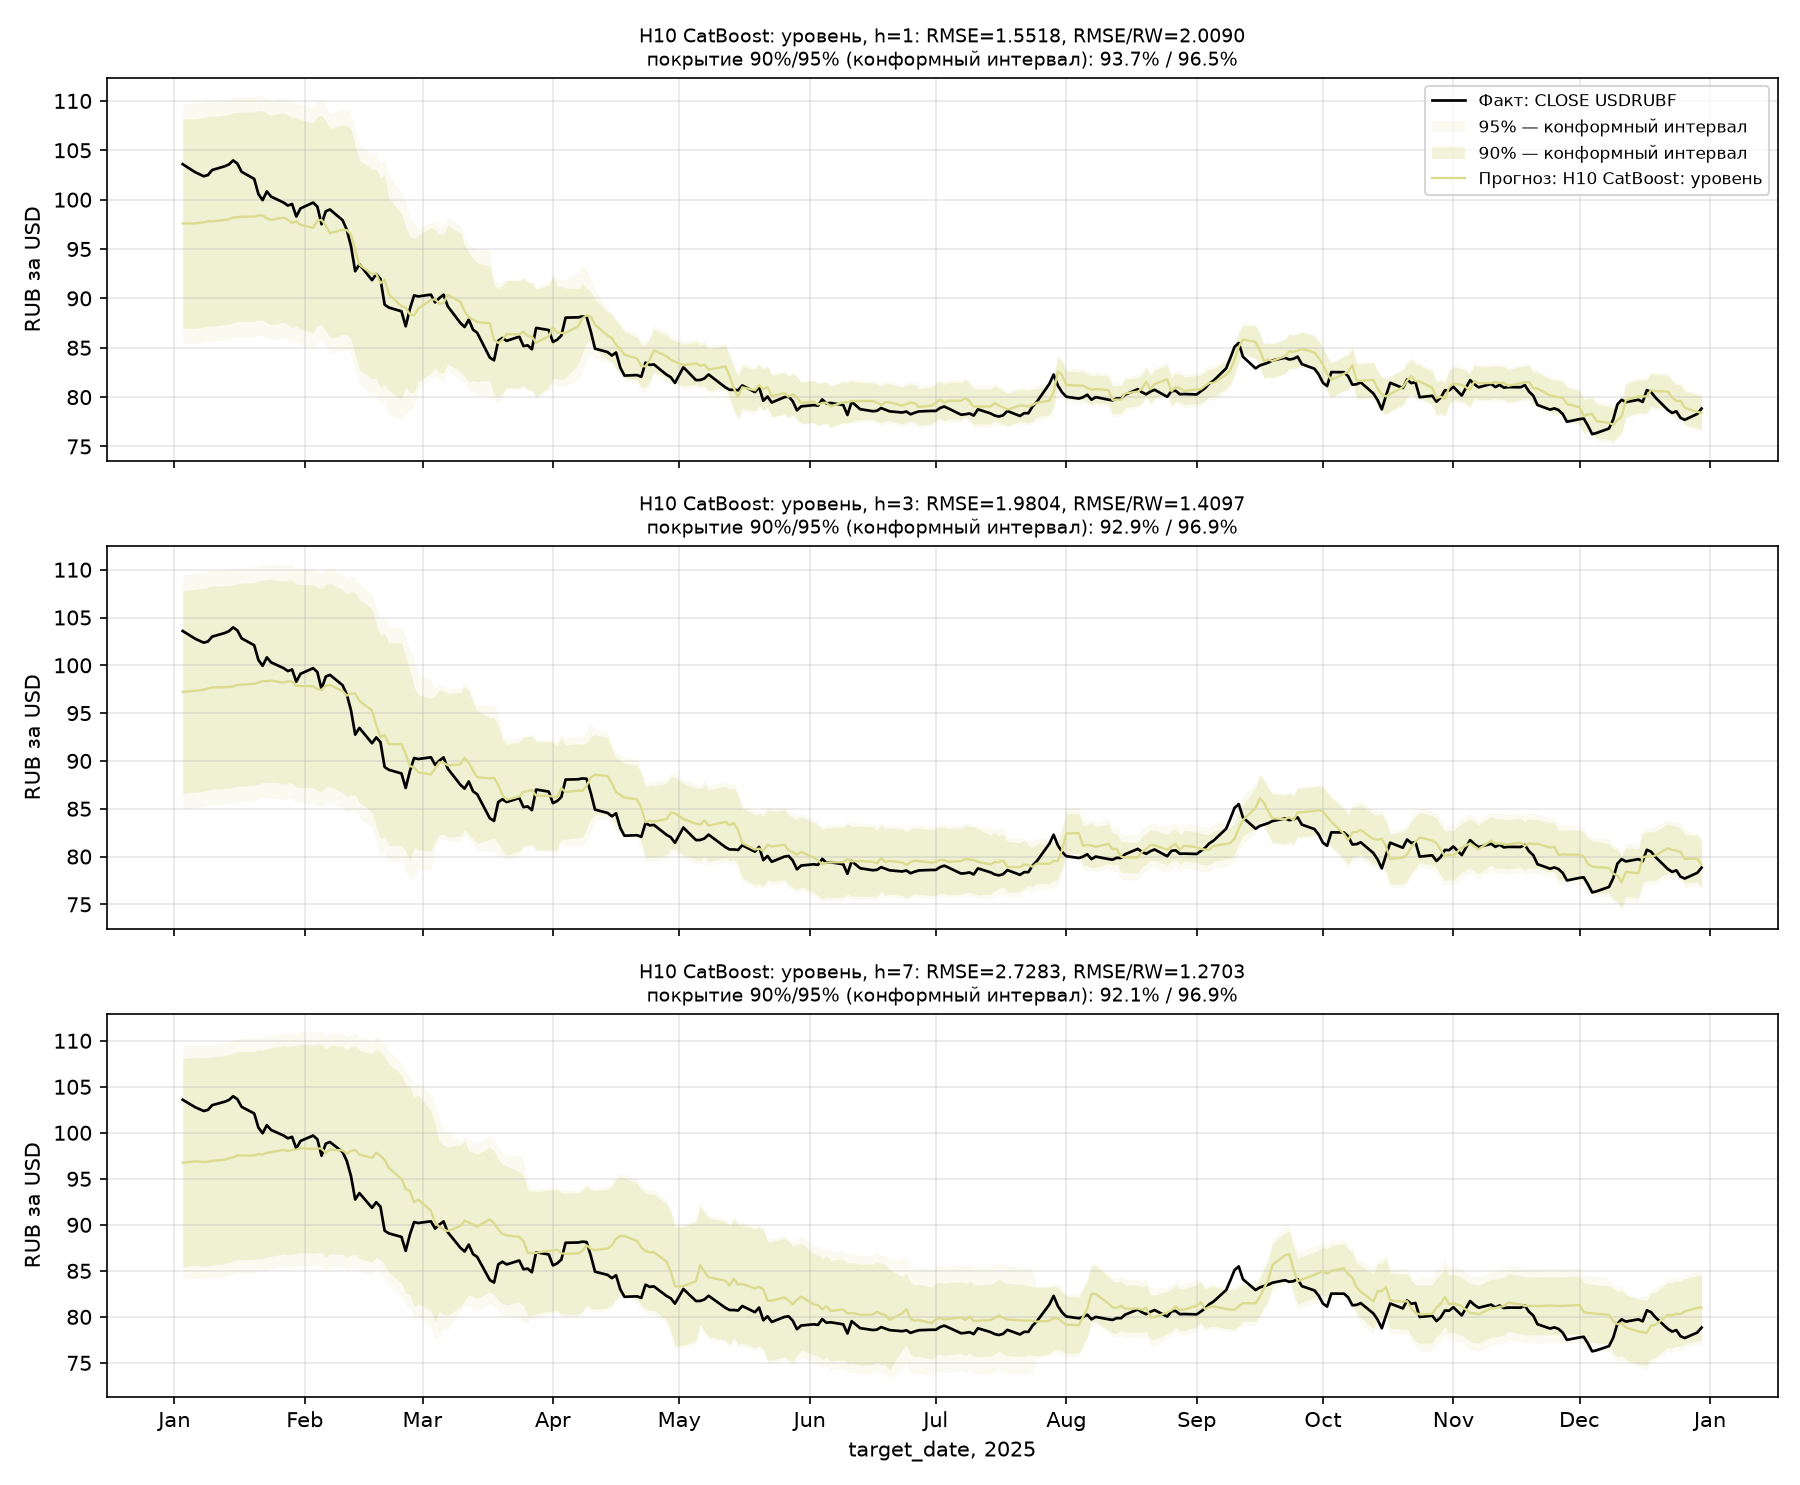 H10 CatBoost: уровень, h=1: RMSE=1.5518, RMSE/RW=2.0090
покрытие 90%/95% (конформный интервал): 93.7% / 96.5%
RUB за USD
110
105
100
95
90
85
80
75
Факт: CLOSE USDRUBF
95% — конформный интервал
90% — конформный интервал
Прогноз: H10 CatBoost: уровень
H10 CatBoost: уровень, h=3: RMSE=1.9804, RMSE/RW=1.4097
покрытие 90%/95% (конформный интервал): 92.9% / 96.9%
RUB за USD
110
105
100
95
90
85
80
75
H10 CatBoost: уровень, h=7: RMSE=2.7283, RMSE/RW=1.2703
покрытие 90%/95% (конформный интервал): 92.1% / 96.9%
RUB за USD
110
105
100
95
90
85
80
75
Jan Feb Mar Apr May Jun Jul Aug Sep Oct Nov Dec Jan
target_date, 2025